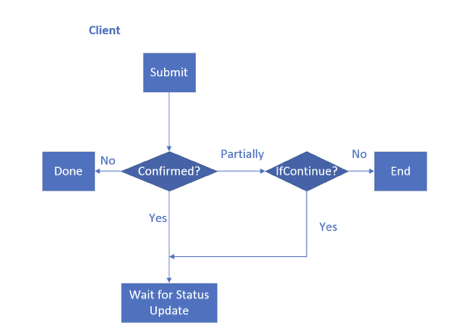 Client
Submit
Partially
No
No
Done
Confirmed?
IfContinue?
End
Yes
Yes
Wait for Status
Update